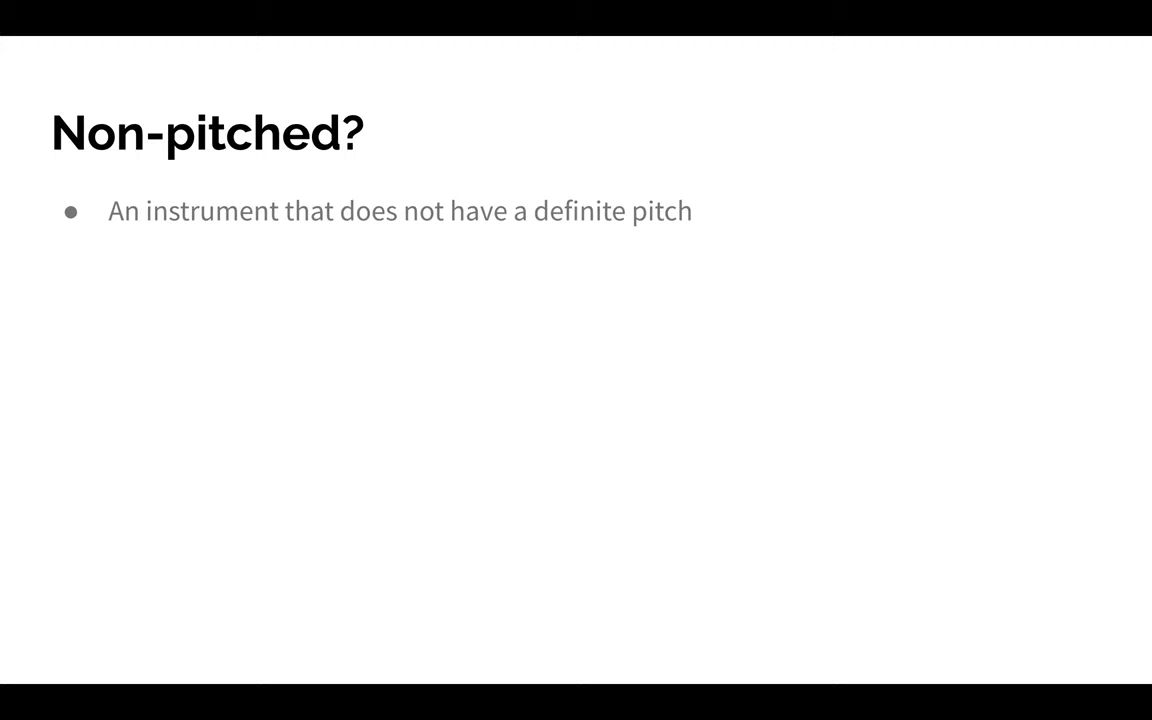 Non-pitched?
● An instrument that does not have a definite pitch